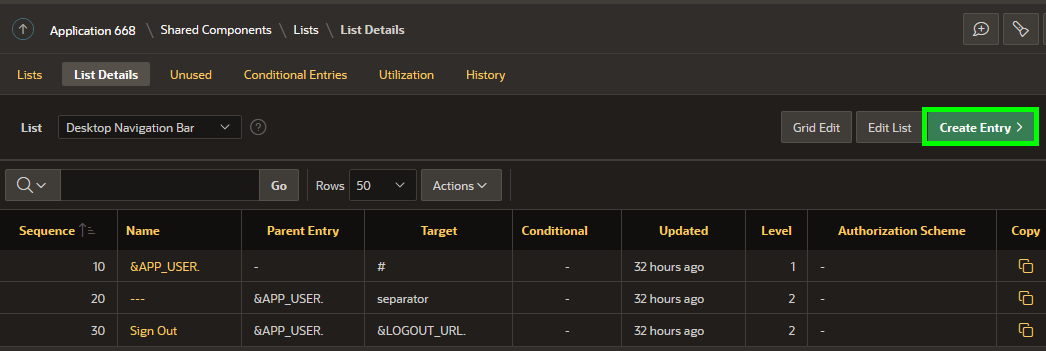 Application 668 \ Shared Components \ Lists \ List Details
Lists List Details Unused Conditional Entries Utilization History
List Desktop Navigation Bar ? Grid Edit Edit List Create Entry >
Go Rows 50 Actions
Sequence Name Parent Entry Target Conditional Updated Level Authorization Scheme Copy
10 &APP_USER. - # - 32 hours ago 1 -
20 --- &APP_USER. separator - 32 hours ago 2 -
30 Sign Out &APP_USER. &LOGOUT_URL. - 32 hours ago 2 -